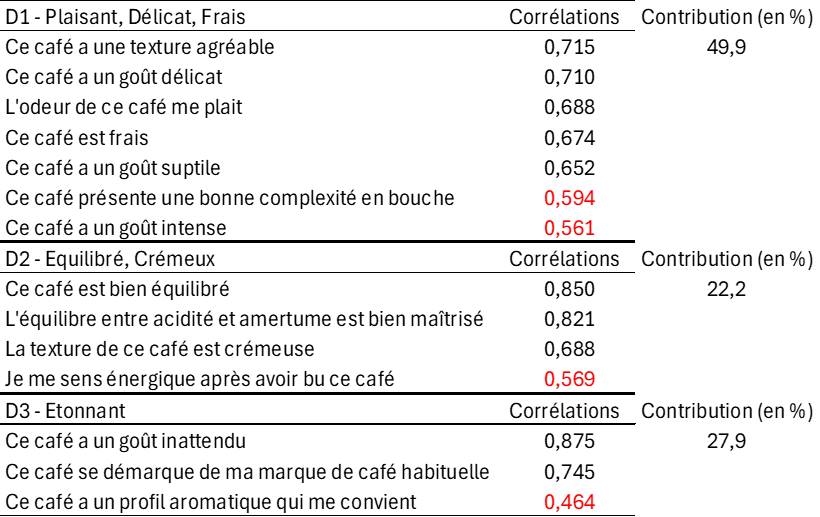 D1 - Plaisant, Délicat, Frais Corrélations Contribution (en %)
Ce café a une texture agréable 0,715 49,9
Ce café a un goût délicat 0,710
L'odeur de ce café me plait 0,688
Ce café est frais 0,674
Ce café a un goût suptile 0,652
Ce café présente une bonne complexité en bouche 0,594
Ce café a un goût intense 0,561
D2 - Equilibré, Crémeux Corrélations Contribution (en %)
Ce café est bien équilibré 0,850 22,2
L'équilibre entre acidité et amertume est bien maîtrisé 0,821
La texture de ce café est crémeuse 0,688
Je me sens énergique après avoir bu ce café 0,569
D3 - Etonnant Corrélations Contribution (en %)
Ce café a un goût inattendu 0,875 27,9
Ce café se démarque de ma marque de café habituelle 0,745
Ce café a un profil aromatique qui me convient 0,464